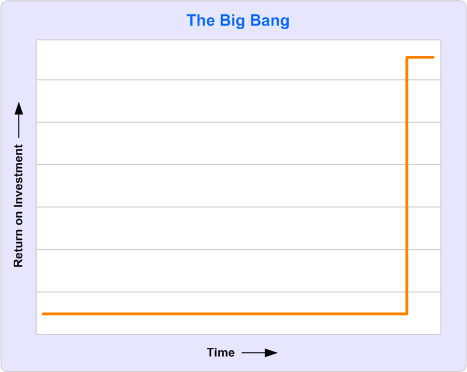 The Big Bang
Return on Investment
Time